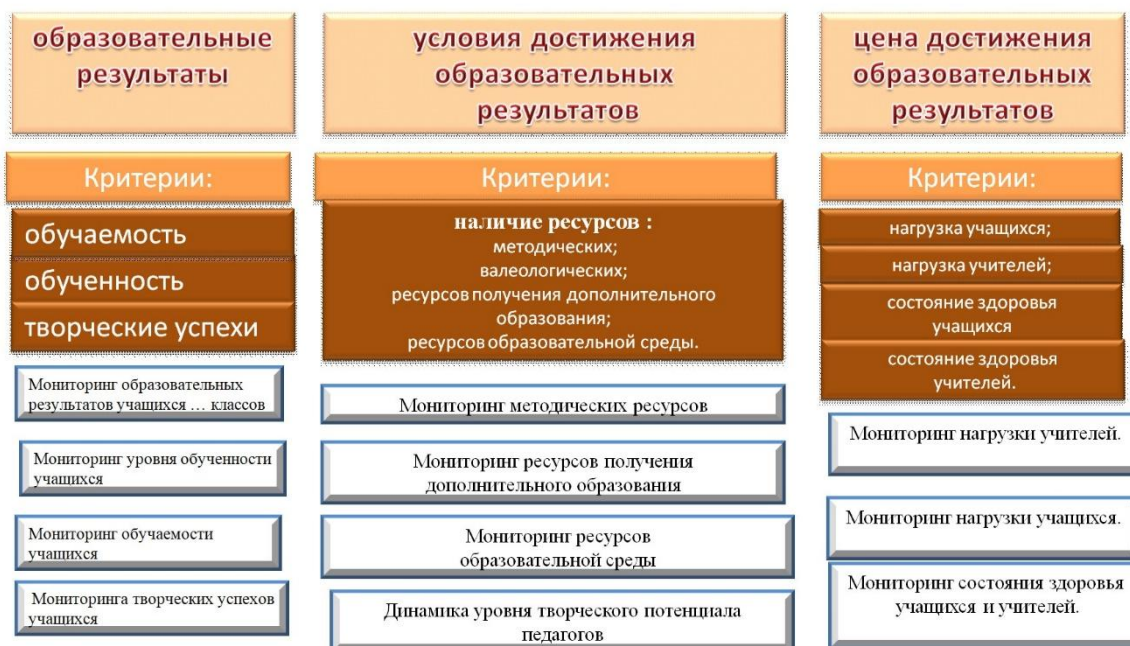 образовательные
результаты
Критерии:
обучаемость
обученность
творческие успехи
Мониторинг образовательных
результатов учащихся … классов
Мониторинг уровня обученности
учащихся
Мониторинг обучаемости
учащихся
Мониторинга творческих успехов
учащихся
условия достижения
образовательных
результатов
Критерии:
наличие ресурсов :
методических;
валеологических;
ресурсов получения дополнительного
образования;
ресурсов образовательной среды.
Мониторинг методических ресурсов
Мониторинг ресурсов получения
дополнительного образования
Мониторинг ресурсов
образовательной среды
Динамика уровня творческого потенциала
педагогов
цена достижения
образовательных
результатов
Критерии:
нагрузка учащихся;
нагрузка учителей;
состояние здоровья
учащихся
состояние здоровья
учителей.
Мониторинг нагрузки учителей.
Мониторинг нагрузки учащихся.
Мониторинг состояния здоровья
учащихся и учителей.